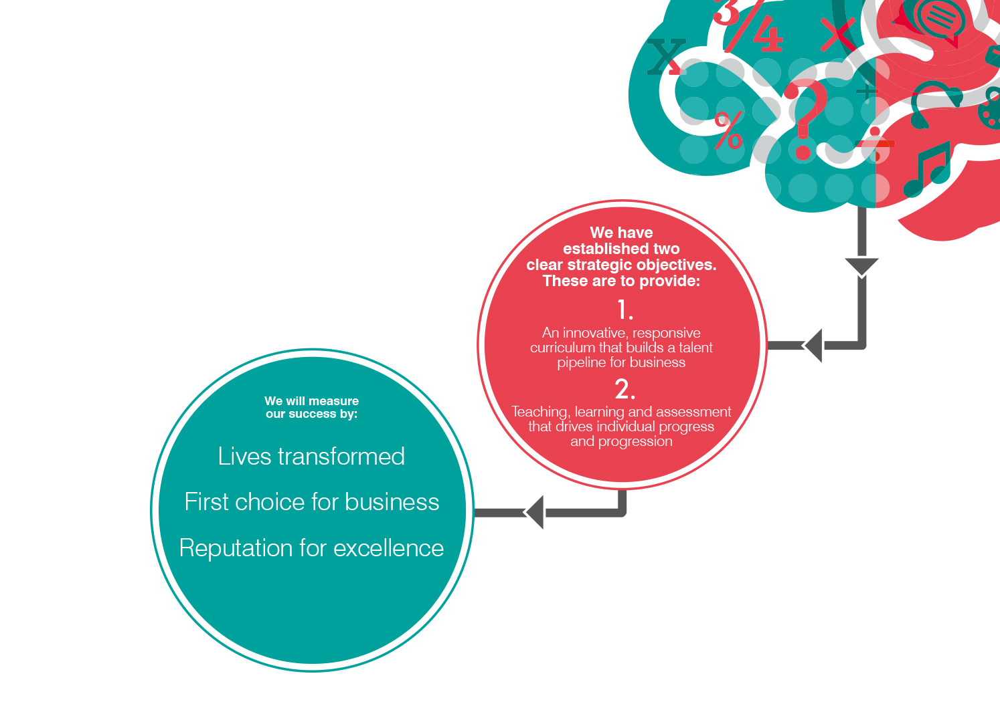 3/4
x
×
+
?
%
÷
We have
established two
clear strategic objectives.
These are to provide:
1.
An innovative, responsive
curriculum that builds a talent
pipeline for business
2.
Teaching, learning and assessment
that drives individual progress
and progression
We will measure
our success by:
Lives transformed
First choice for business
Reputation for excellence